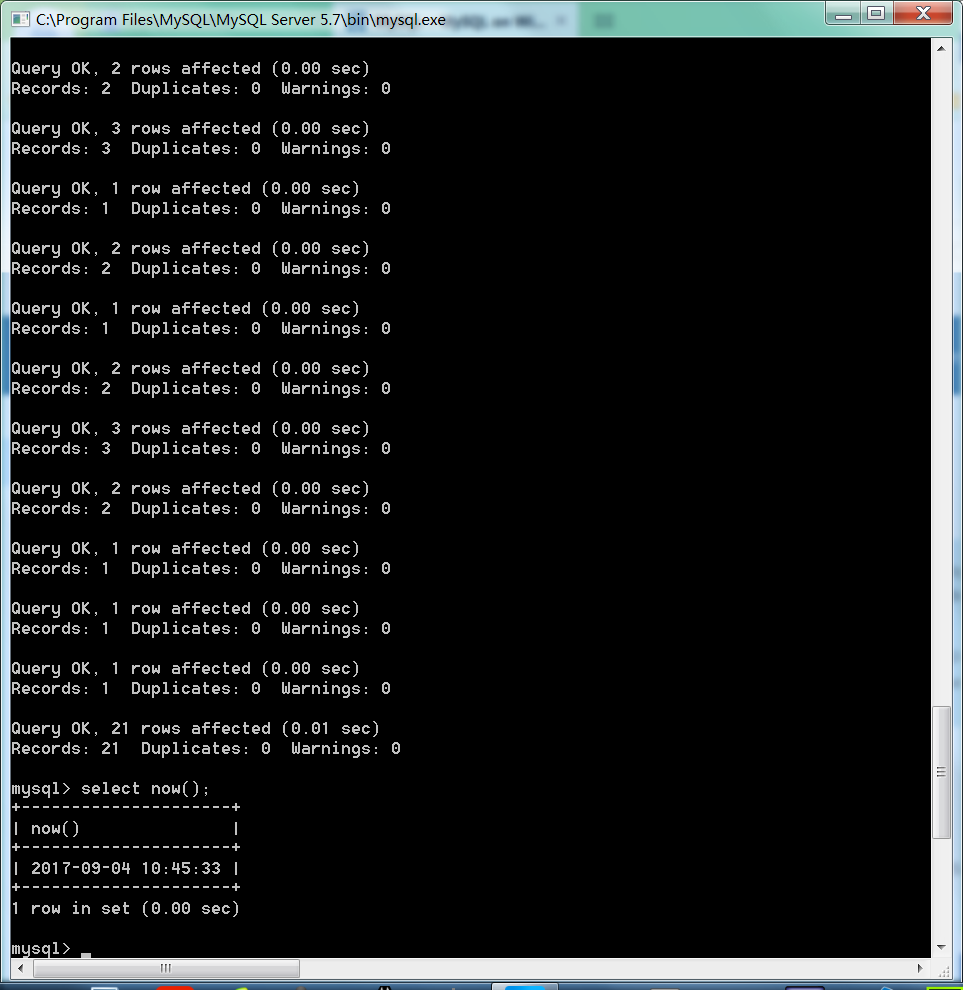 C:\Program Files\MySQL\MySQL Server 5.7\bin\mysql.exe
Query OK, 2 rows affected (0.00 sec)
Records: 2  Duplicates: 0  Warnings: 0
Query OK, 3 rows affected (0.00 sec)
Records: 3  Duplicates: 0  Warnings: 0
Query OK, 1 row affected (0.00 sec)
Records: 1  Duplicates: 0  Warnings: 0
Query OK, 2 rows affected (0.00 sec)
Records: 2  Duplicates: 0  Warnings: 0
Query OK, 1 row affected (0.00 sec)
Records: 1  Duplicates: 0  Warnings: 0
Query OK, 2 rows affected (0.00 sec)
Records: 2  Duplicates: 0  Warnings: 0
Query OK, 3 rows affected (0.00 sec)
Records: 3  Duplicates: 0  Warnings: 0
Query OK, 2 rows affected (0.00 sec)
Records: 2  Duplicates: 0  Warnings: 0
Query OK, 1 row affected (0.00 sec)
Records: 1  Duplicates: 0  Warnings: 0
Query OK, 1 row affected (0.00 sec)
Records: 1  Duplicates: 0  Warnings: 0
Query OK, 1 row affected (0.00 sec)
Records: 1  Duplicates: 0  Warnings: 0
Query OK, 21 rows affected (0.01 sec)
Records: 21  Duplicates: 0  Warnings: 0
mysql> select now();
+---------------------+
| now()               |
+---------------------+
| 2017-09-04 10:45:33 |
+---------------------+
1 row in set (0.00 sec)
mysql> _